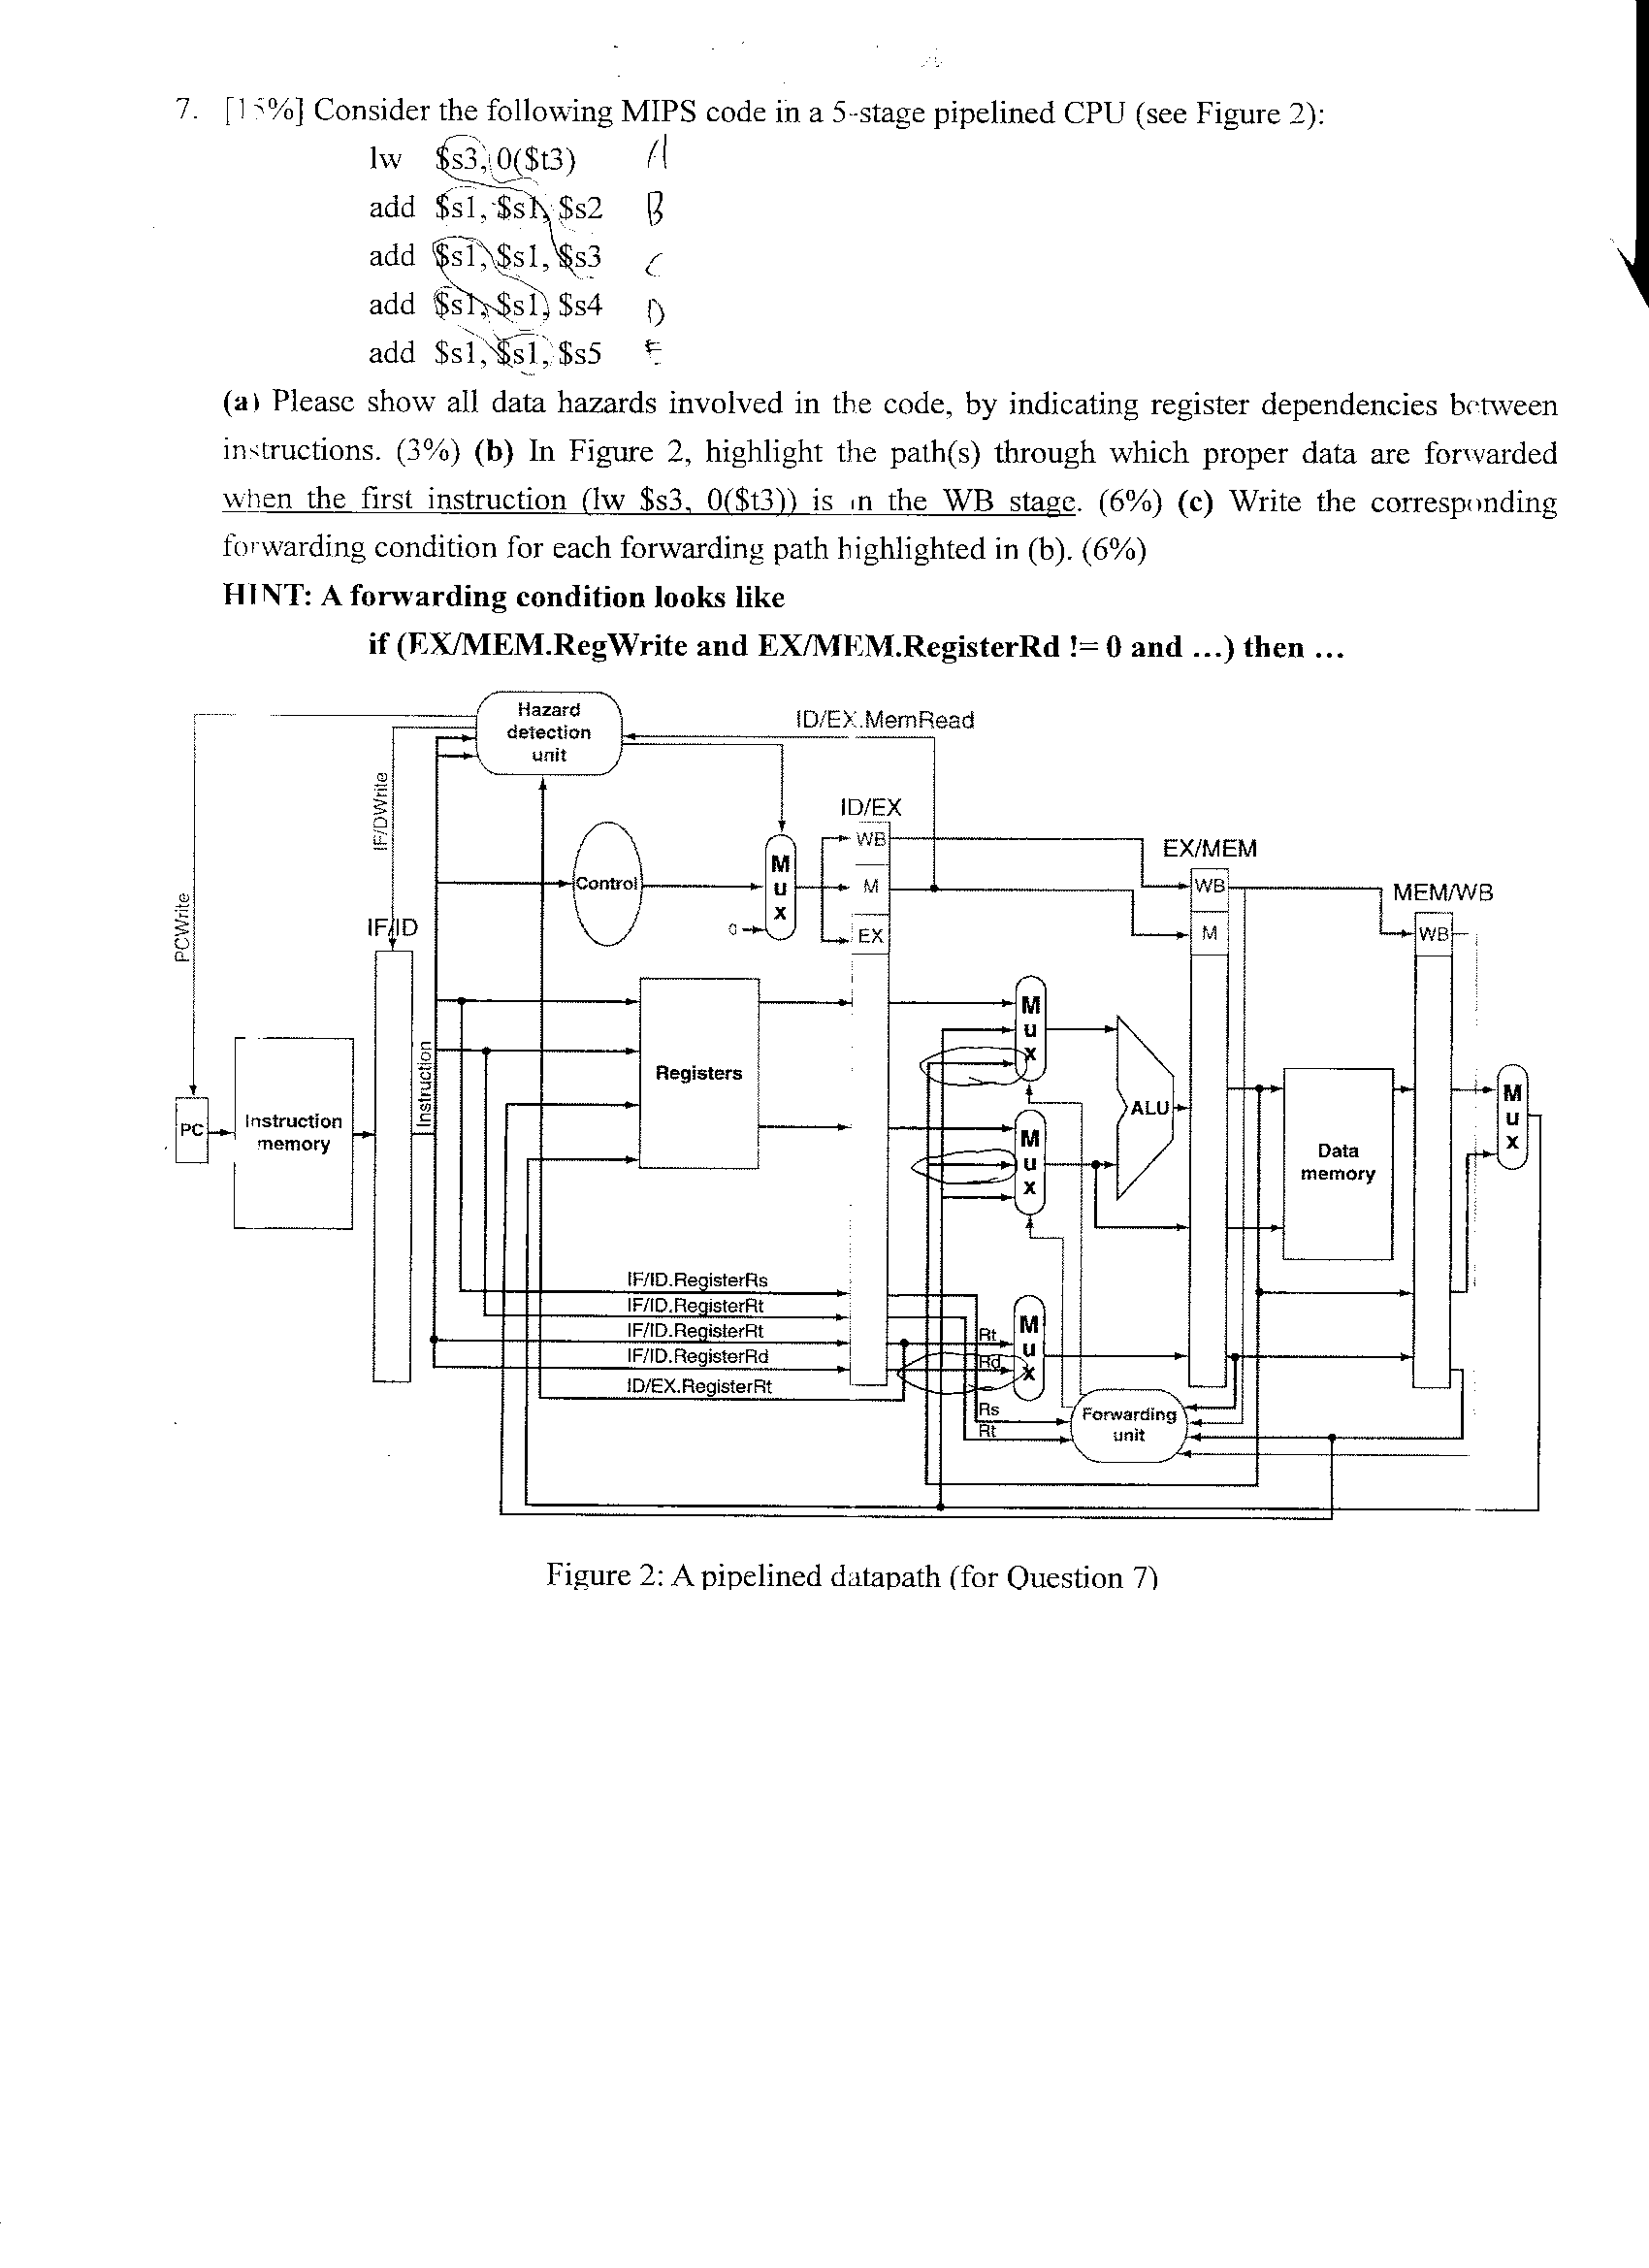 7. [15%] Consider the following MIPS code in a 5-stage pipelined CPU (see Figure 2):
lw $s3, 0($t3) A
add $s1, $s1, $s2 B
add $s1, $s1, $s3 C
add $s1, $s1, $s4 D
add $s1, $s1, $s5 E
(a) Please show all data hazards involved in the code, by indicating register dependencies between
instructions. (3%) (b) In Figure 2, highlight the path(s) through which proper data are forwarded
when the first instruction (lw $s3, 0($t3)) is in the WB stage. (6%) (c) Write the corresponding
forwarding condition for each forwarding path highlighted in (b). (6%)
HINT: A forwarding condition looks like
if (EX/MEM.RegWrite and EX/MEM.RegisterRd != 0 and ...) then ...
Hazard
detection
unit
ID/EX.MemRead
IF/DWrite
PCWrite
ID/EX
WB
M
EX
Control
0
M
u
x
EX/MEM
WB
M
MEM/WB
WB
IF/ID
PC
Instruction
memory
Instruction
Registers
M
u
x
M
u
x
ALU
Data
memory
M
u
x
IF/ID.RegisterRs
IF/ID.RegisterRt
IF/ID.RegisterRt
IF/ID.RegisterRd
ID/EX.RegisterRt
Rt
Rd
M
u
x
Rs
Rt
Forwarding
unit
Figure 2: A pipelined datapath (for Question 7)